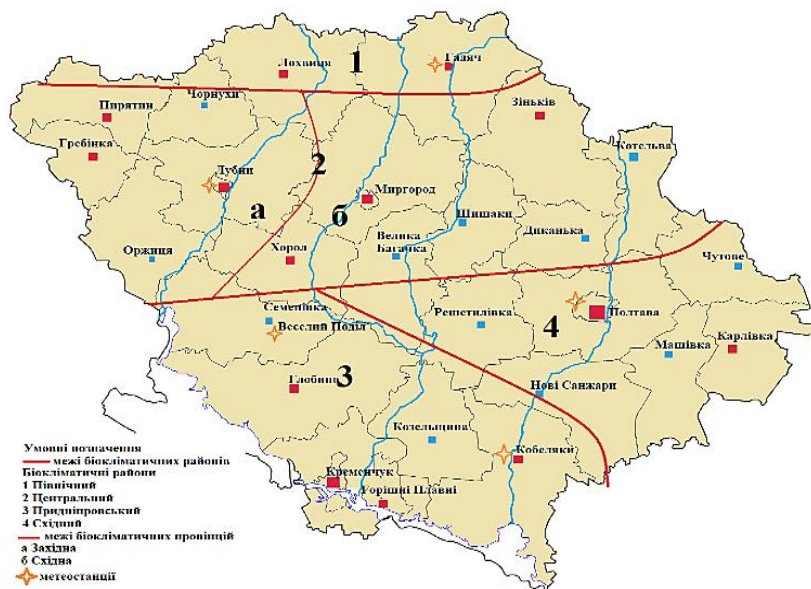 1
Лохвиця
Гадяч
Пирятин
Чорнухи
Зіньків
Гребінка
2
Котельва
Лубни
Миргород
а
б
Шишаки
Велика
Багачка
Диканька
Оржиця
Хорол
Чутове
Семенівка
Веселий Поділ
Решетилівка
4
Полтава
Машівка
Карлівка
3
Глобино
Нові Санжари
Козельщина
Кобеляки
Кременчук
Горішні Плавні
Умовні позначення
межі біокліматичних районів
Біокліматичні райони
1 Північний
2 Центральний
3 Придніпровський
4 Східний
межі біокліматичних провінцій
а Західна
б Східна
метеостанції